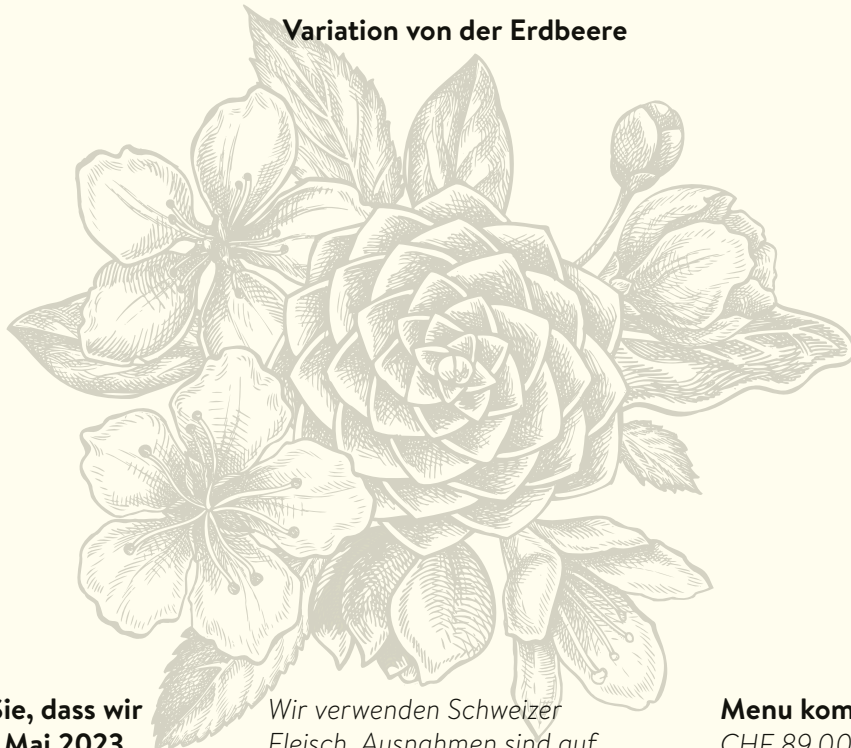 Variation von der Erdbeere
Sie, dass wir
Mai 2023
Wir verwenden Schweizer
Fleisch. Ausnahmen sind auf
Menu kom
CHF 89.00